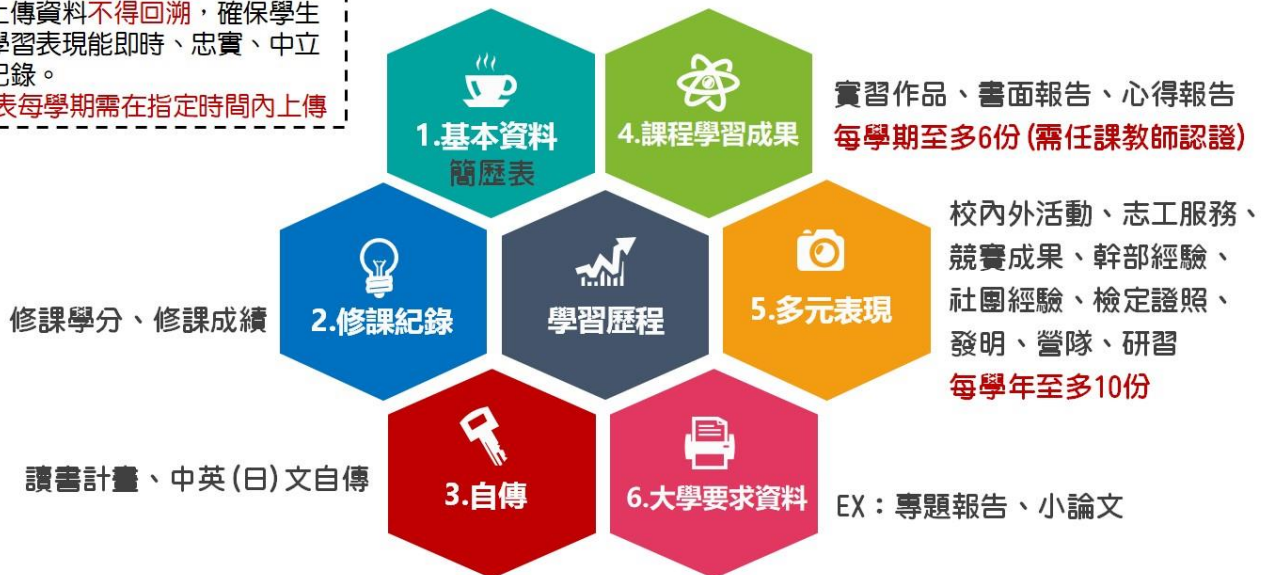 上傳資料不得回溯，確保學生
學習表現能即時、忠實、中立
記錄。
表每學期需在指定時間內上傳
1.基本資料
簡歷表
4.課程學習成果
實習作品、書面報告、心得報告
每學期至多6份(需任課教師認證)
修課學分、修課成績
2.修課紀錄
學習歷程
5.多元表現
校內外活動、志工服務、
競賽成果、幹部經驗、
社團經驗、檢定證照、
發明、營隊、研習
每學年至多10份
讀書計畫、中英(日)文自傳
3.自傳
6.大學要求資料
EX：專題報告、小論文